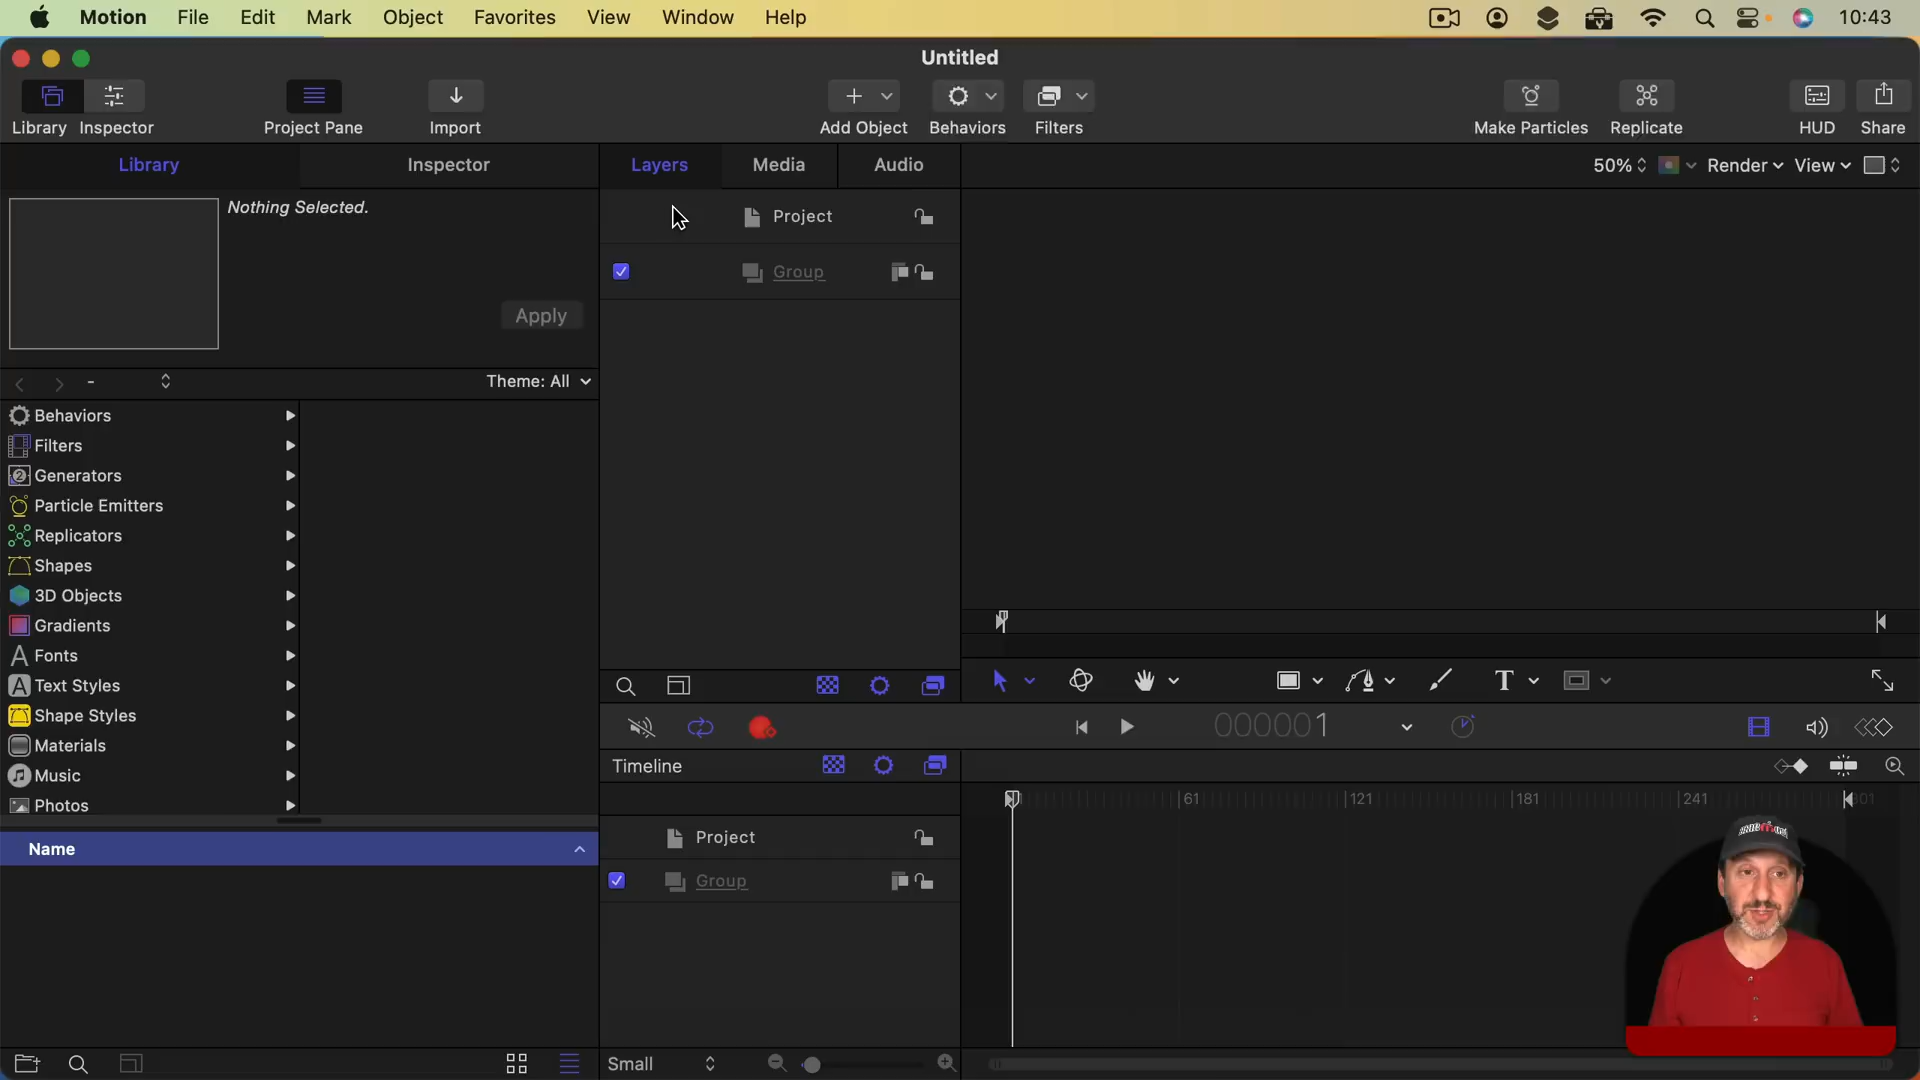 Motion File Edit Mark Object Favorites View Window Help 10:43
Untitled
Library Inspector Project Pane Import Add Object Behaviors Filters Make Particles Replicate HUD Share
Library Inspector Layers Media Audio 50% Render View
Nothing Selected.
Project
Group
Apply
- Theme: All
Behaviors
Filters
Generators
Particle Emitters
Replicators
Shapes
3D Objects
Gradients
Fonts
Text Styles
Shape Styles
Materials
Music
Photos
T
000001
Timeline
61 121 181 241 301
Project
Name
Group
Small